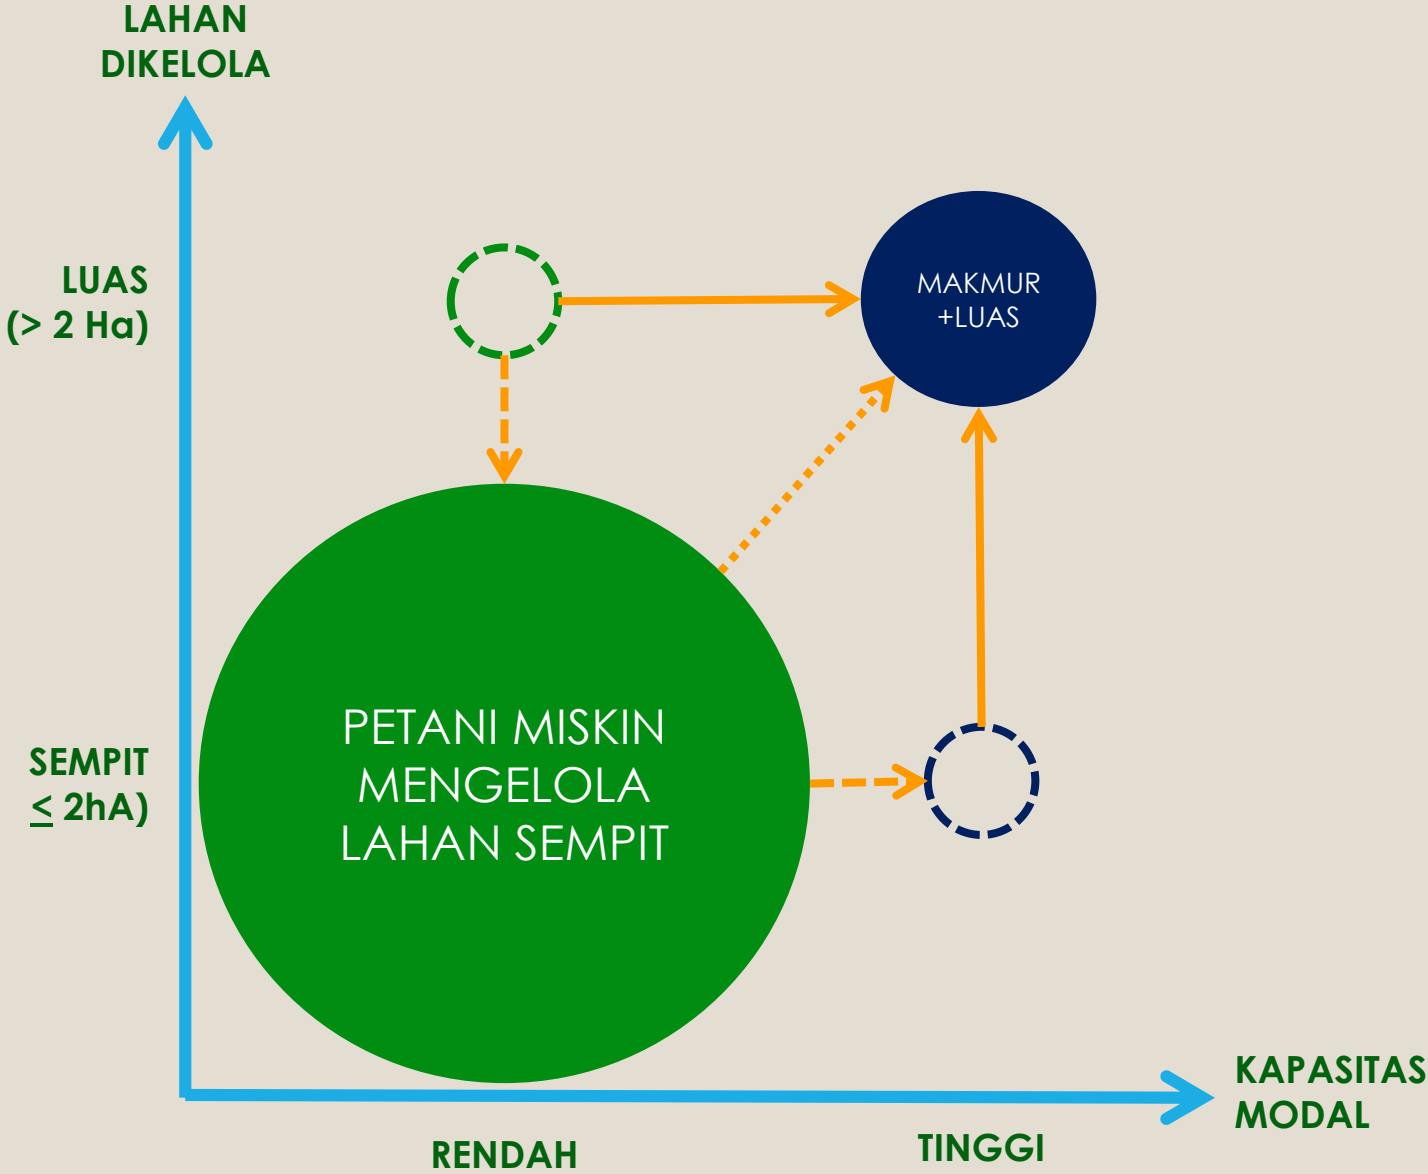 LAHAN
DIKELOLA
LUAS
(> 2 Ha)
MAKMUR
+LUAS
PETANI MISKIN
MENGELOLA
LAHAN SEMPIT
SEMPIT
≤ 2hA)
KAPASITAS
MODAL
RENDAH
TINGGI